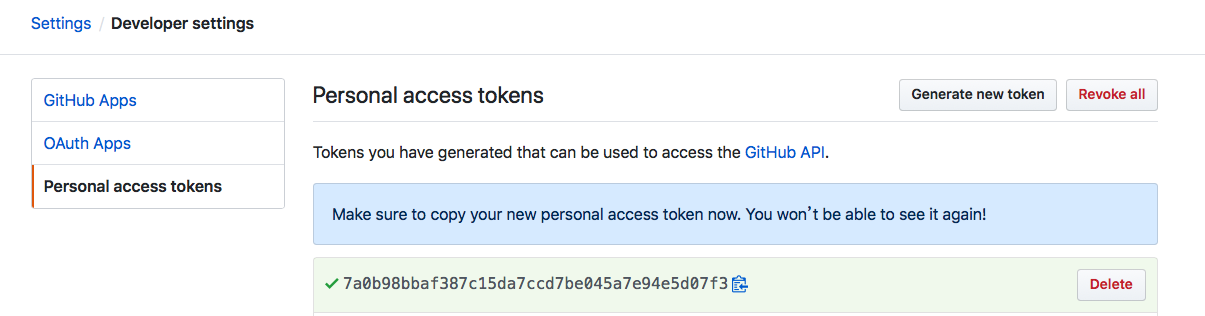 Settings / Developer settings
GitHub Apps
OAuth Apps
Personal access tokens
Personal access tokens
Generate new token
Revoke all
Tokens you have generated that can be used to access the GitHub API.
Make sure to copy your new personal access token now. You won’t be able to see it again!
7a0b98bbaf387c15da7ccd7be045a7e94e5d07f3
Delete